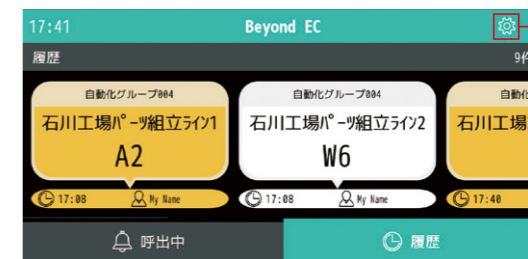 17:41
Beyond EC
履歴
9件
自動化グループ004
石川工場パーツ組立ライン1
A2
17:08
My Name
自動化グループ004
石川工場パーツ組立ライン2
W6
17:08
My Name
自動化
石川工場
17:40
呼出中
履歴